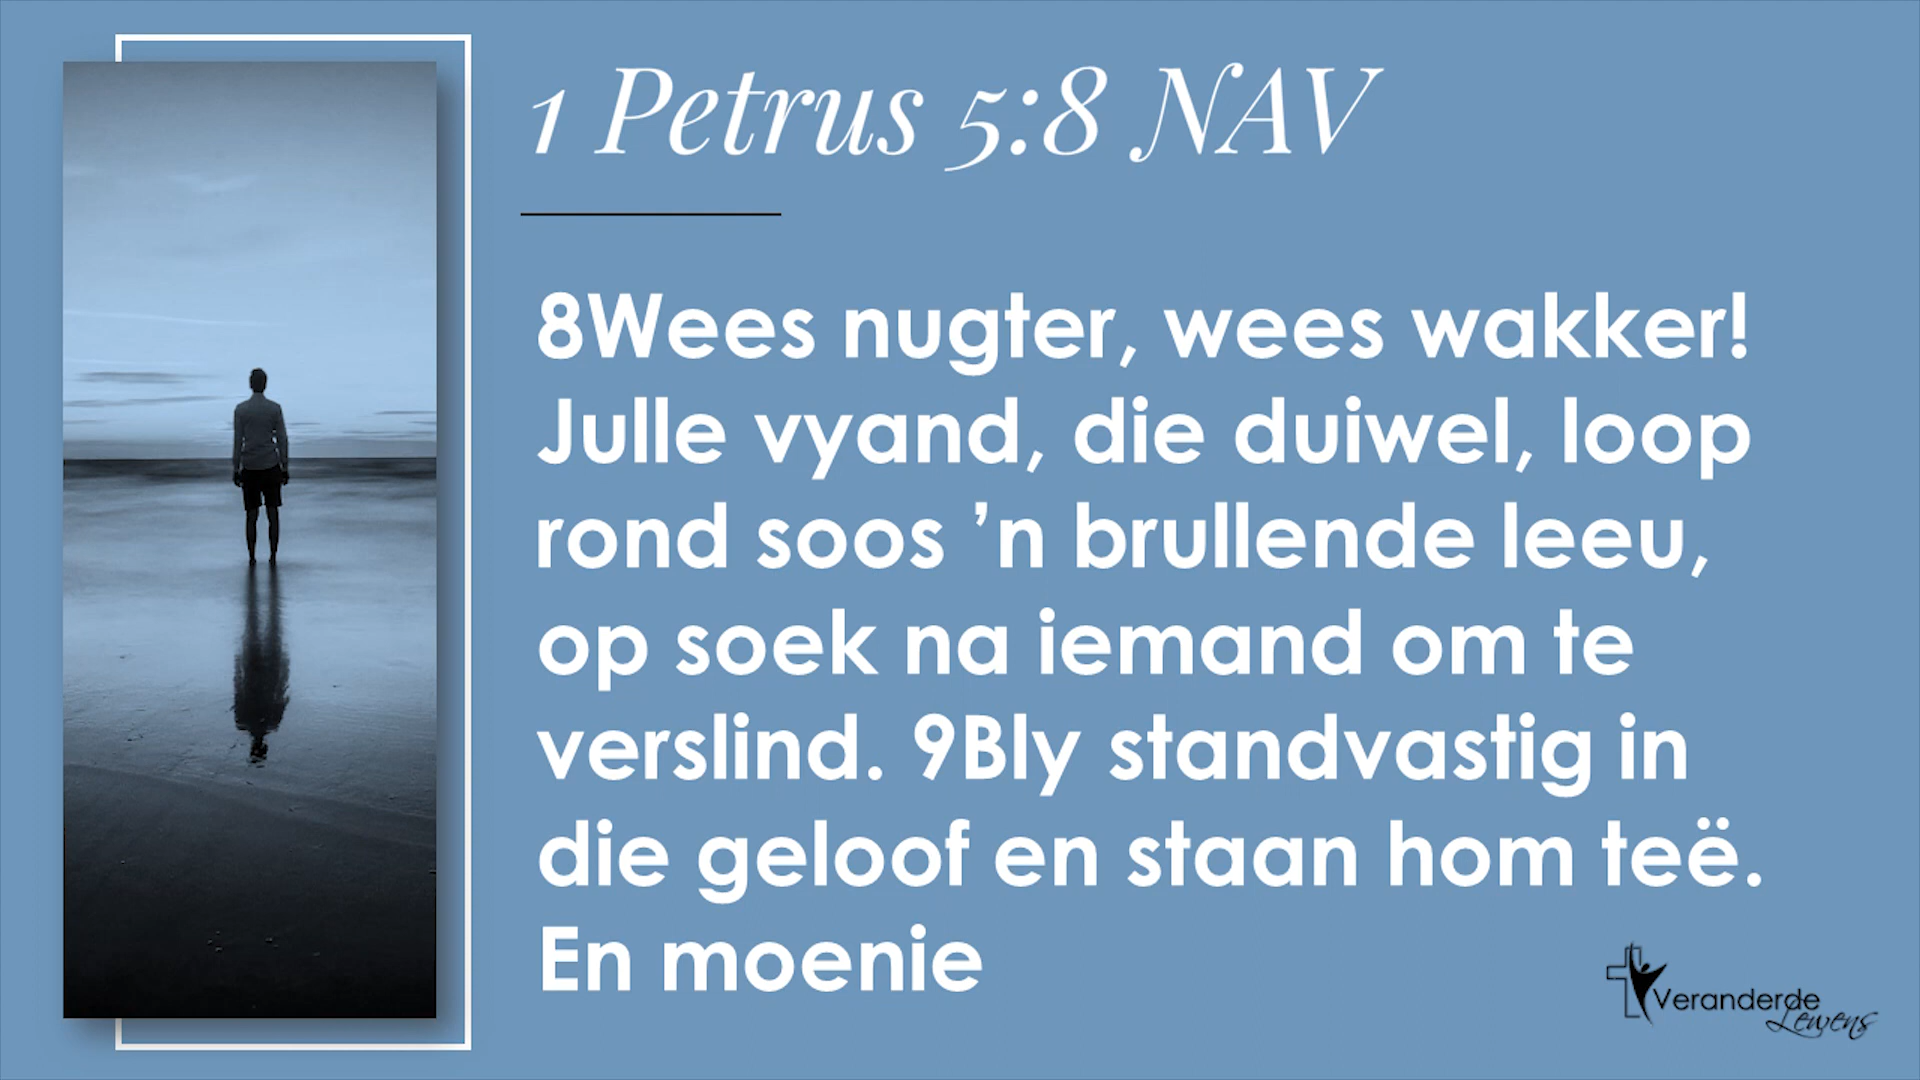 1 Petrus 5:8 NAV
8Wees nugter, wees wakker!
Julle vyand, die duiwel, loop
rond soos ’n brullende leeu,
op soek na iemand om te
verslind. 9Bly standvastig in
die geloof en staan hom teë.
En moenie
Veranderde
Lewens